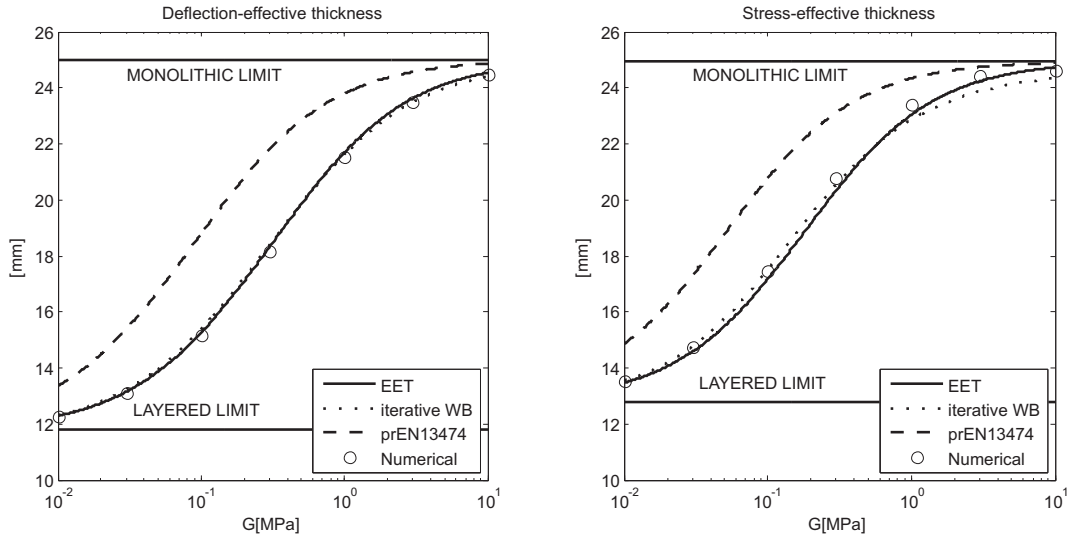 Deflection-effective thickness
26
24
22
20
18
16
14
12
10
[mm]
MONOLITHIC LIMIT
LAYERED LIMIT
EET
iterative WB
prEN13474
Numerical
10^-2
10^-1
10^0
10^1
G[MPa]
Stress-effective thickness
26
24
22
20
18
16
14
12
10
[mm]
MONOLITHIC LIMIT
LAYERED LIMIT
EET
iterative WB
prEN13474
Numerical
10^-2
10^-1
10^0
10^1
G[MPa]